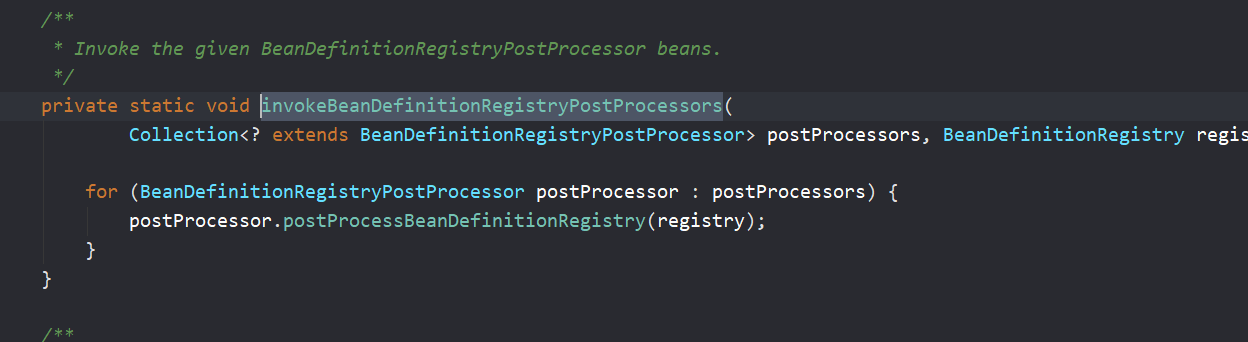 /**
 * Invoke the given BeanDefinitionRegistryPostProcessor beans.
 */
private static void invokeBeanDefinitionRegistryPostProcessors(
        Collection<? extends BeanDefinitionRegistryPostProcessor> postProcessors, BeanDefinitionRegistry regis
    for (BeanDefinitionRegistryPostProcessor postProcessor : postProcessors) {
        postProcessor.postProcessBeanDefinitionRegistry(registry);
    }
}
/**